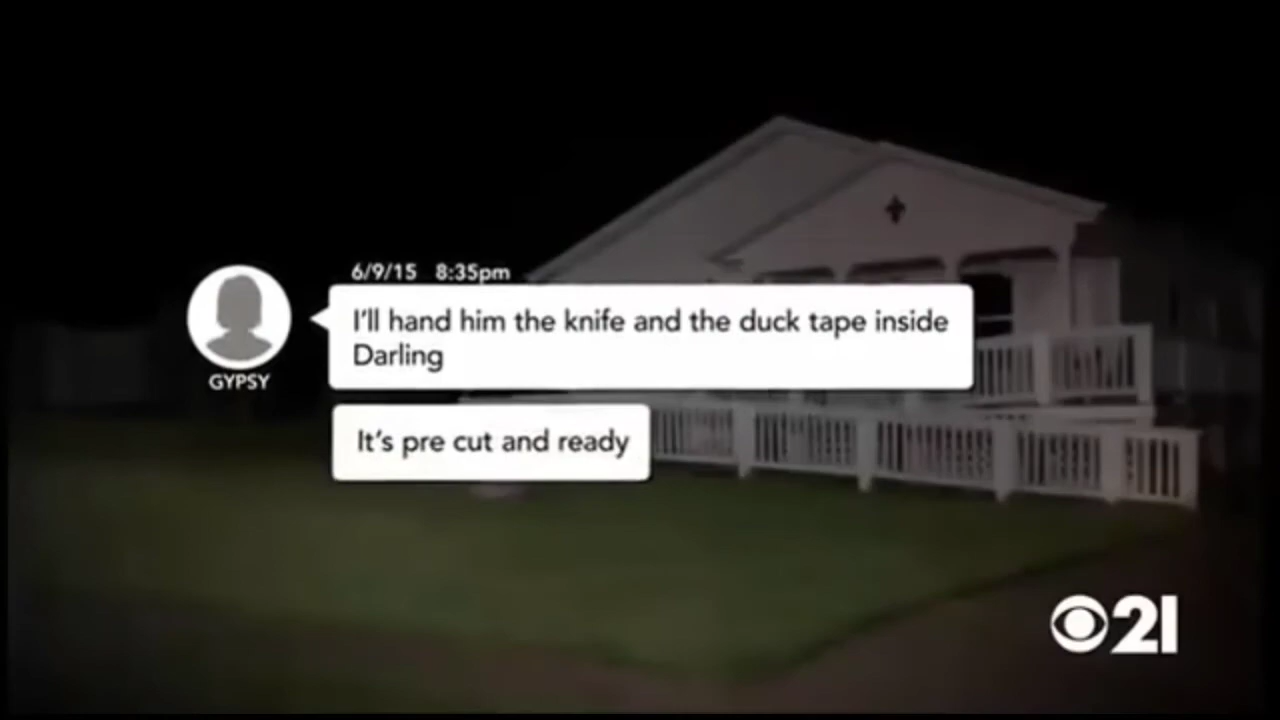 6/9/15 8:35pm
I'll hand him the knife and the duck tape inside
Darling
GYPSY
It's pre cut and ready
21